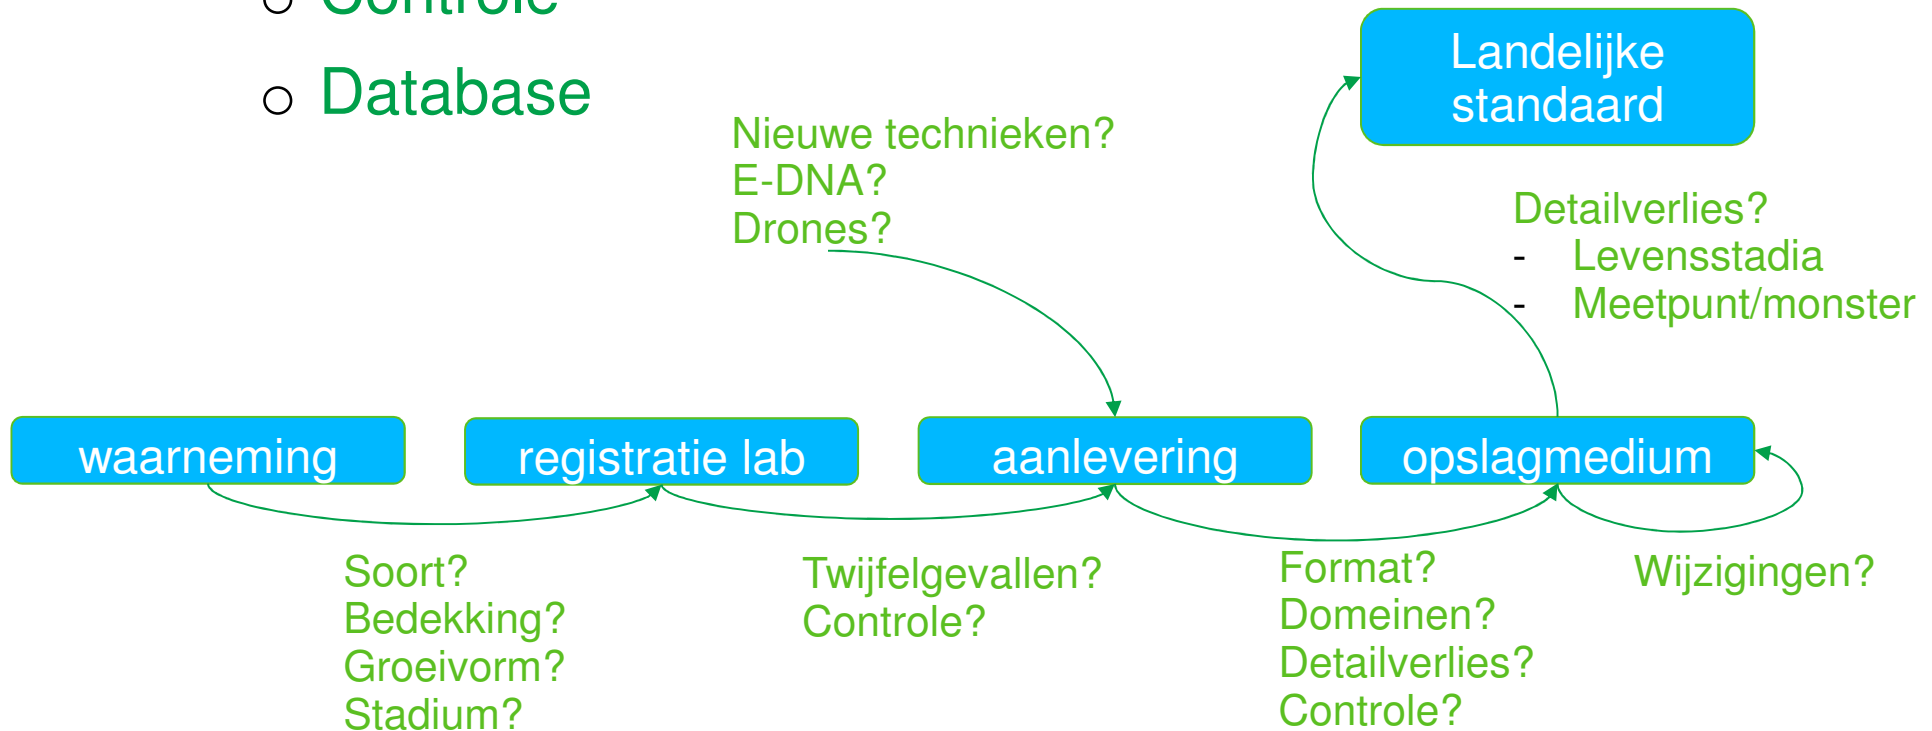 Controle
Database
Landelijke
standaard
Nieuwe technieken?
E-DNA?
Drones?
Detailverlies?
- Levensstadia
- Meetpunt/monster
waarneming
registratie lab
aanlevering
opslagmedium
Soort?
Bedekking?
Groeivorm?
Stadium?
Twijfelgevallen?
Controle?
Format?
Domeinen?
Detailverlies?
Controle?
Wijzigingen?